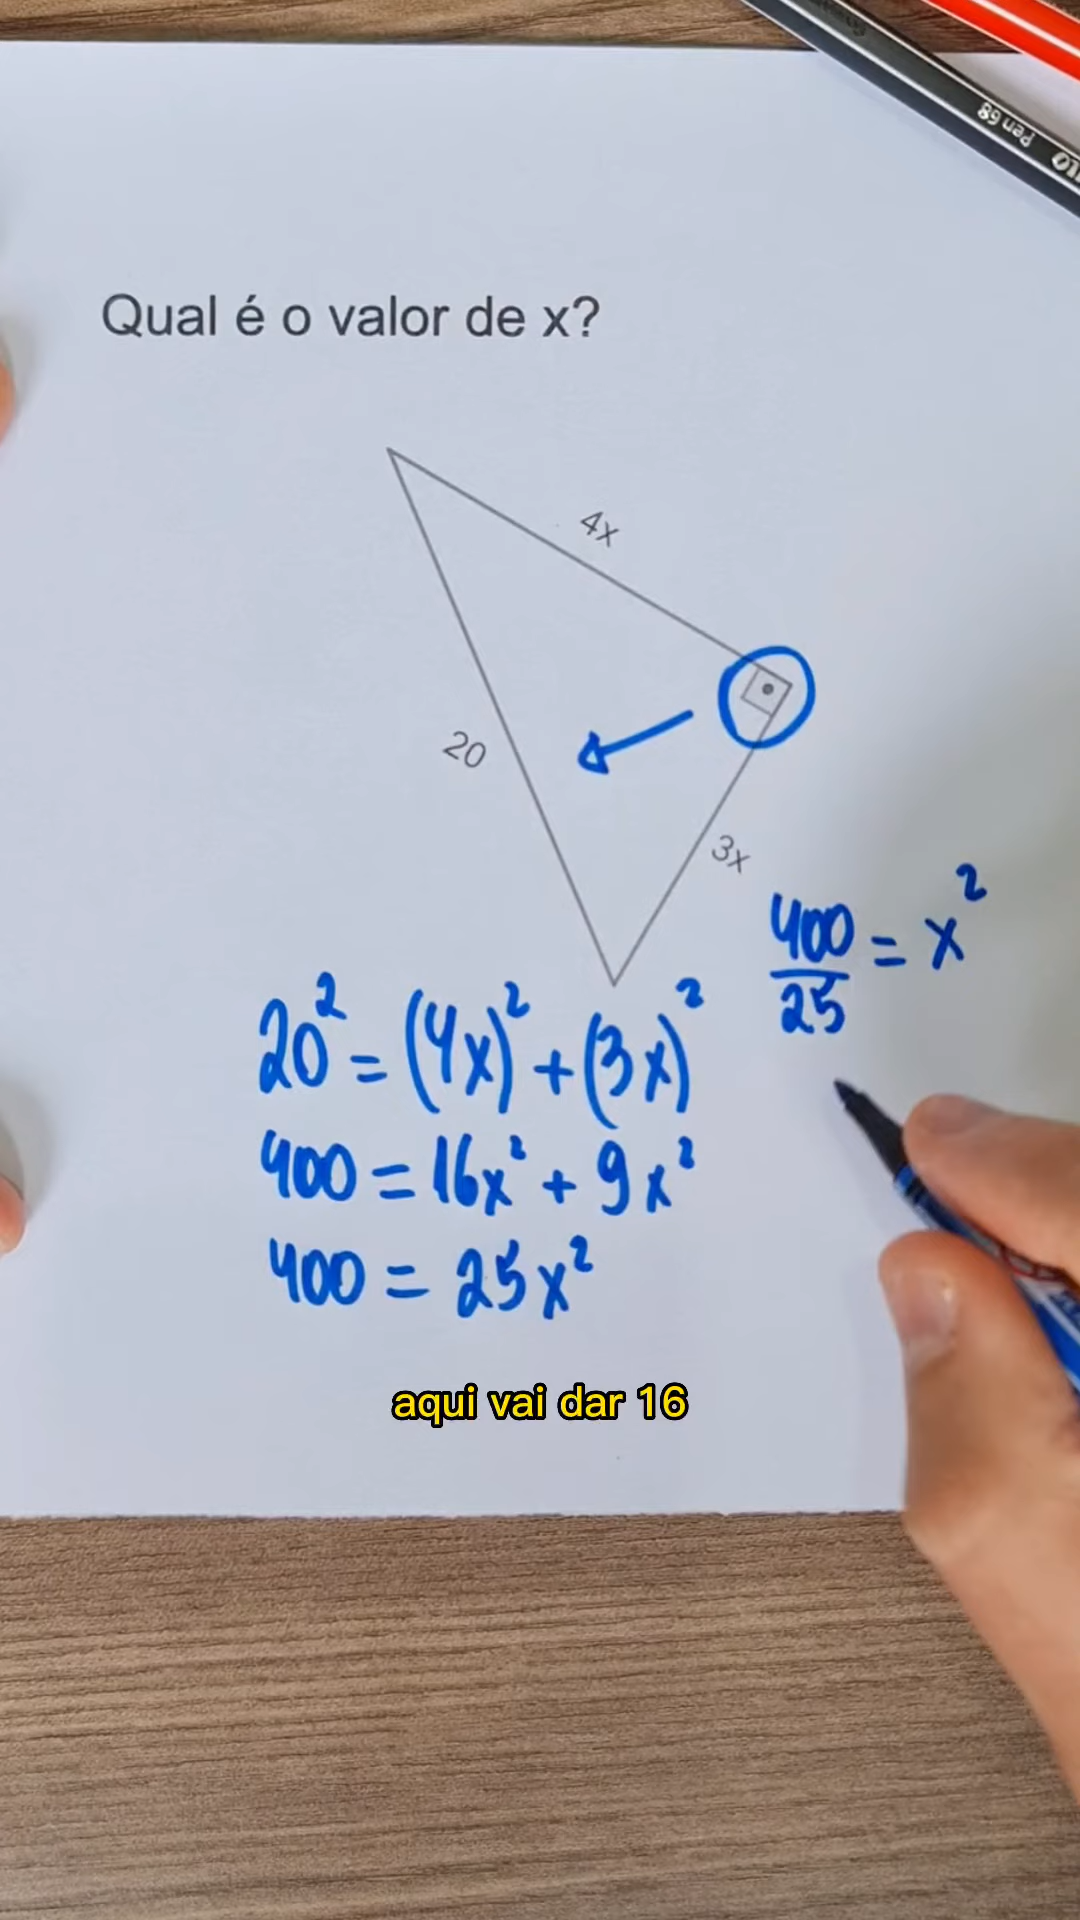 Pen 68
Qual é o valor de x?
4x
20
3x
400/25 = x²
20² = (4x)² + (3x)²
400 = 16x² + 9x²
400 = 25x²
aqui vai dar 16